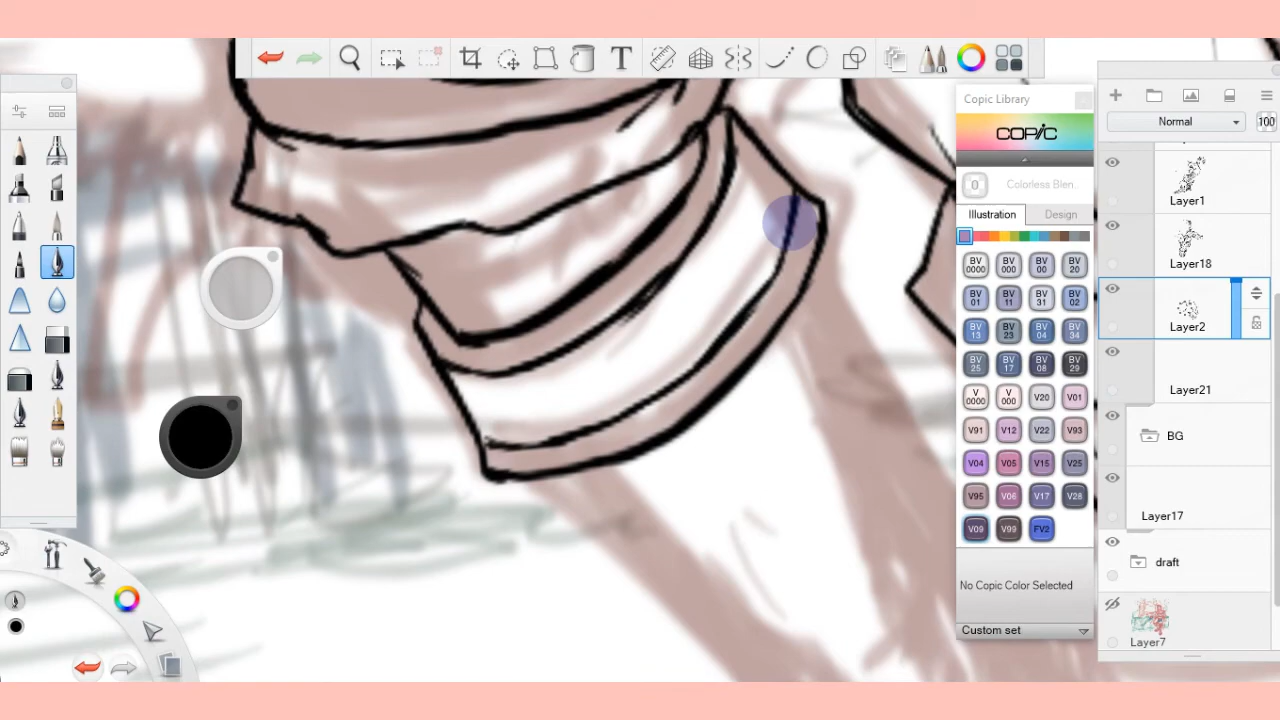 T
Copic Library
COPIC
0 Colorless Blen..
Illustration Design
BV 0000 BV 000 BV 00 BV 20
BV 01 BV 11 BV 31 BV 02
BV 13 BV 23 BV 04 BV 34
BV 25 BV 17 BV 08 BV 29
V 0000 V 000 V20 V01
V91 V12 V22 V93
V04 V05 V15 V25
V95 V06 V17 V28
V09 V99 FV2
No Copic Color Selected
Custom set
Normal 100
Layer1
Layer18
Layer2
Layer21
BG
Layer17
draft
Layer7